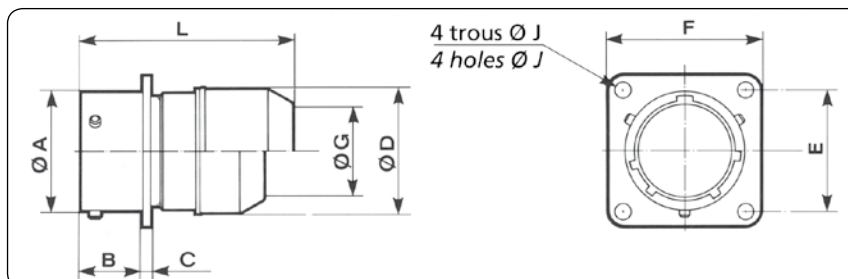 L
4 trous Ø J
4 holes Ø J
F
Ø A
Ø G
Ø D
E
B
C